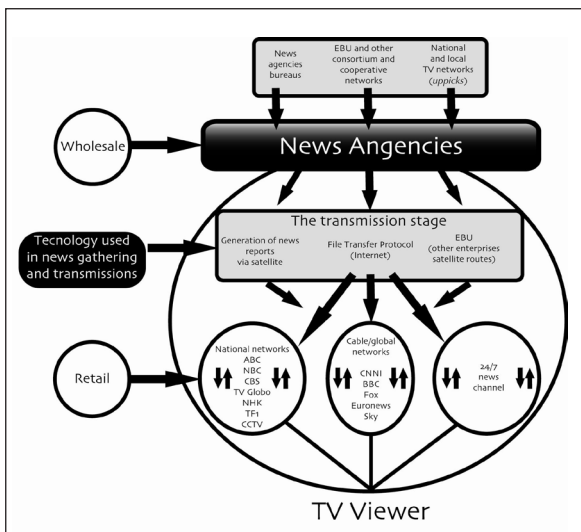 News
agencies
bureaus
EBU and other
consortium and
cooperative
networks
National
and local
TV networks
(uppicks)
Wholesale
News Angencies
The transmission stage
Tecnology used
in news gathering
and transmissions
Generation of news
reports
via satellite
File Transfer Protocol
(Internet)
EBU
(other enterprises
satellite routes)
Retail
National networks
ABC
NBC
CBS
TV Globo
NHK
TF1
CCTV
Cable/global
networks
CNNI
BBC
Fox
Euronews
Sky
24/7
news
channel
TV Viewer